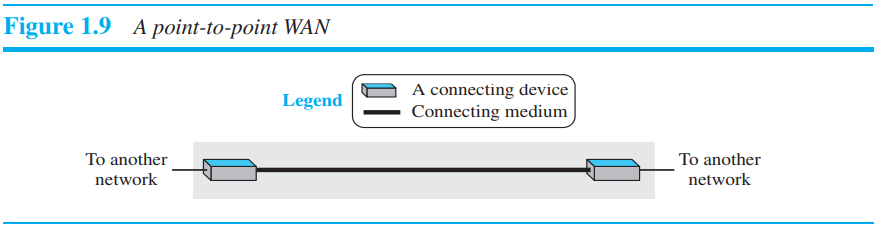 Figure 1.9 A point-to-point WAN
Legend
A connecting device
Connecting medium
To another
network
To another
network